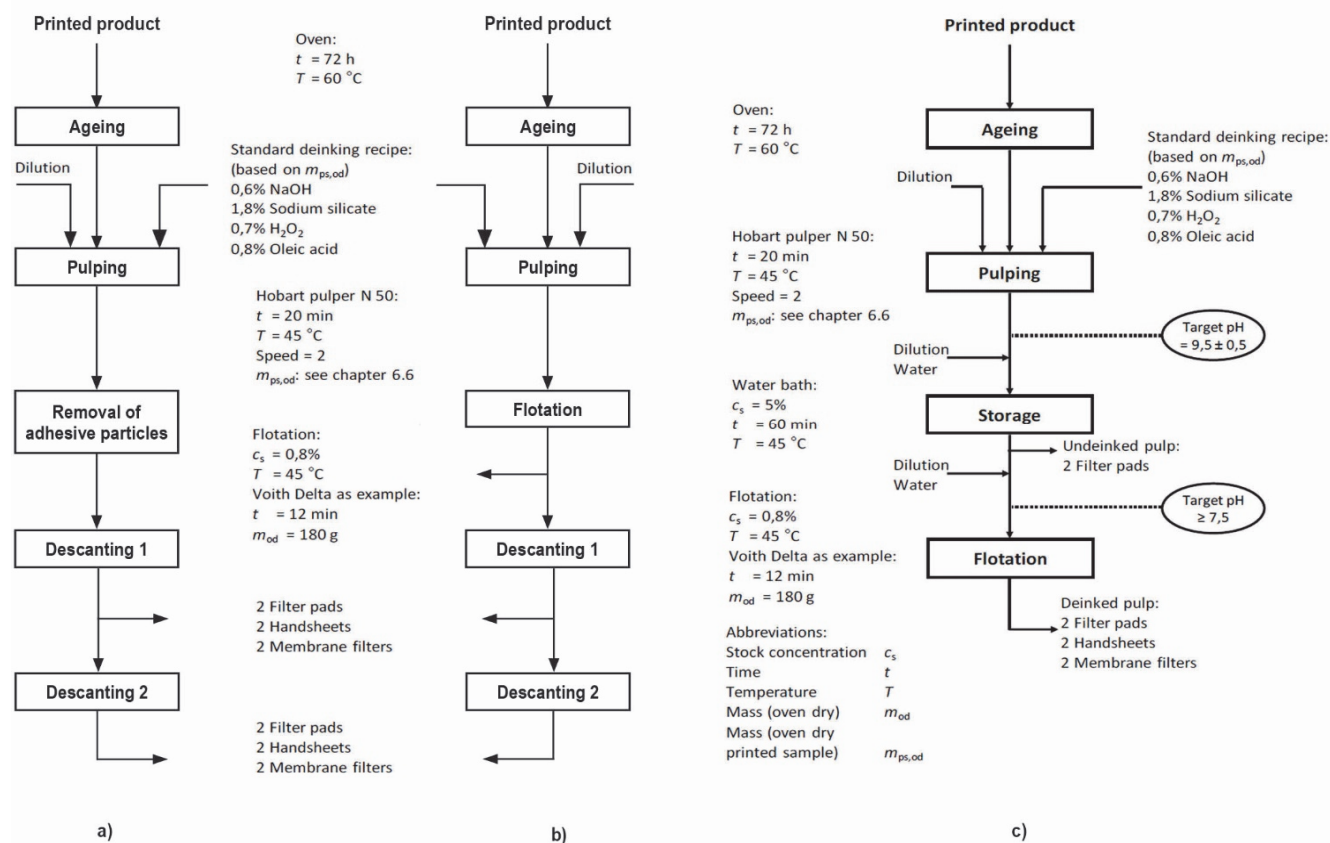 Printed product
Ageing
Dilution
Pulping
Removal of
adhesive particles
Descanting 1
Descanting 2
a)
Oven:
t = 72 h
T = 60 °C
Standard deinking recipe:
(based on mps,od)
0,6% NaOH
1,8% Sodium silicate
0,7% H₂O₂
0,8% Oleic acid
Hobart pulper N 50:
t = 20 min
T = 45 °C
Speed = 2
mps,od: see chapter 6.6
Flotation:
cs = 0,8%
T = 45 °C
Voith Delta as example:
t = 12 min
mod = 180 g
2 Filter pads
2 Handsheets
2 Membrane filters
2 Filter pads
2 Handsheets
2 Membrane filters
Printed product
Ageing
Dilution
Pulping
Flotation
Descanting 1
Descanting 2
b)
Printed product
Oven:
t = 72 h
T = 60 °C
Ageing
Dilution
Standard deinking recipe:
(based on mps,od)
0,6% NaOH
1,8% Sodium silicate
0,7% H₂O₂
0,8% Oleic acid
Hobart pulper N 50:
t = 20 min
T = 45 °C
Speed = 2
mps,od: see chapter 6.6
Pulping
Target pH
= 9,5 ± 0,5
Dilution
Water
Water bath:
cs = 5%
t = 60 min
T = 45 °C
Storage
Undeinked pulp:
2 Filter pads
Dilution
Water
Target pH
≥ 7,5
Flotation:
cs = 0,8%
T = 45 °C
Voith Delta as example:
t = 12 min
mod = 180 g
Flotation
Deinked pulp:
2 Filter pads
2 Handsheets
2 Membrane filters
Abbreviations:
Stock concentration cs
Time t
Temperature T
Mass (oven dry) mod
Mass (oven dry
printed sample) mps,od
c)